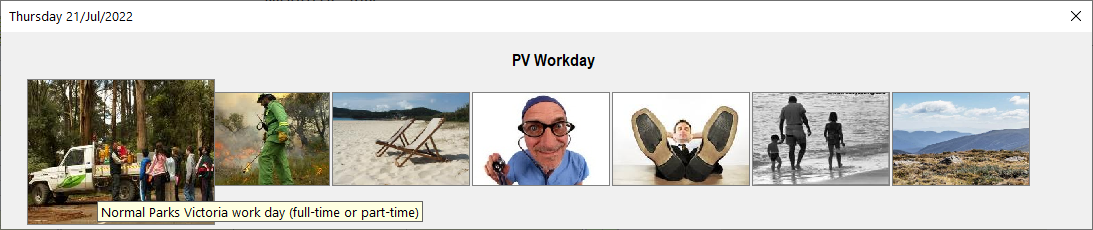 Thursday 21/Jul/2022
PV Workday
Normal Parks Victoria work day (full-time or part-time)